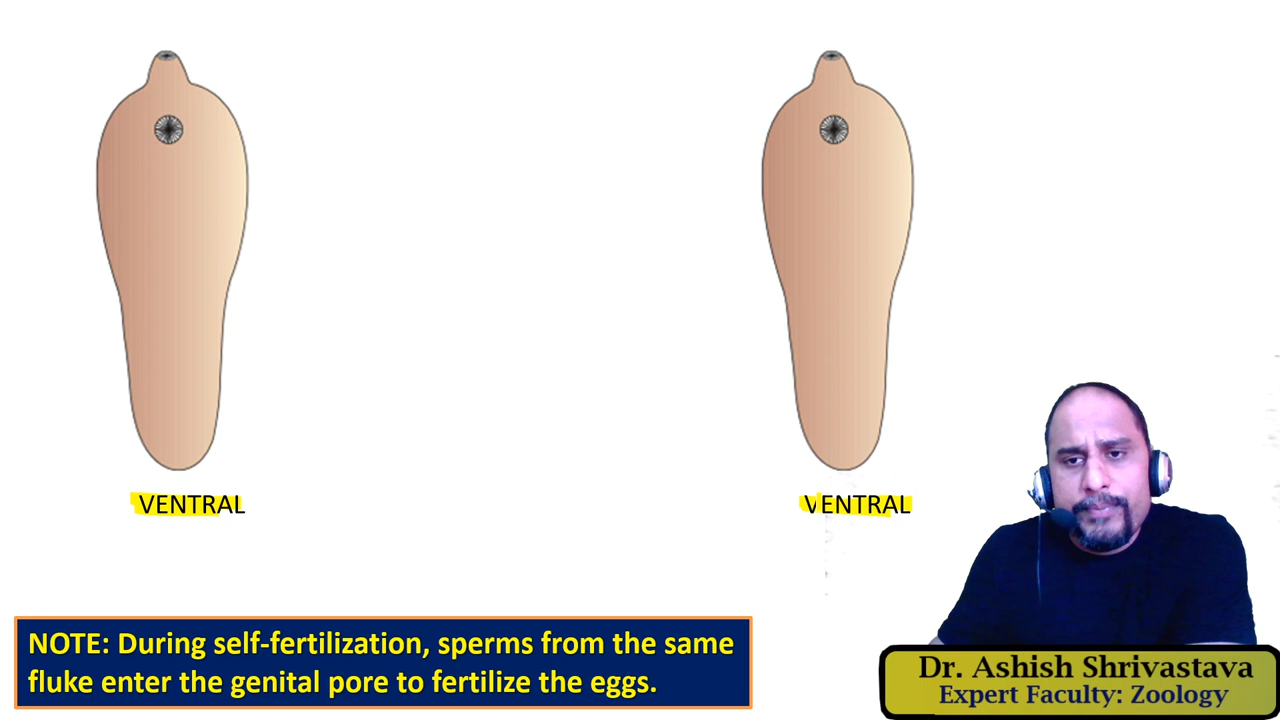 VENTRAL
VENTRAL
NOTE: During self-fertilization, sperms from the same
fluke enter the genital pore to fertilize the eggs.
Dr. Ashish Shrivastava
Expert Faculty: Zoology